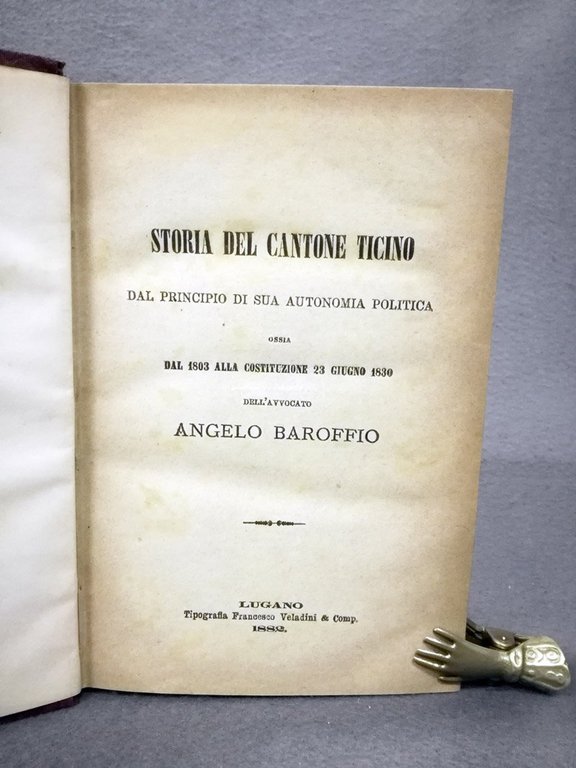 STORIA DEL CANTONE TICINO
DAL PRINCIPIO DI SUA AUTONOMIA POLITICA
OSSIA
DAL 1803 ALLA COSTITUZIONE 23 GIUGNO 1830
DELL'AVVOCATO
ANGELO BAROFFIO
LUGANO
Tipografia Francesco Veladini & Comp.
1882.